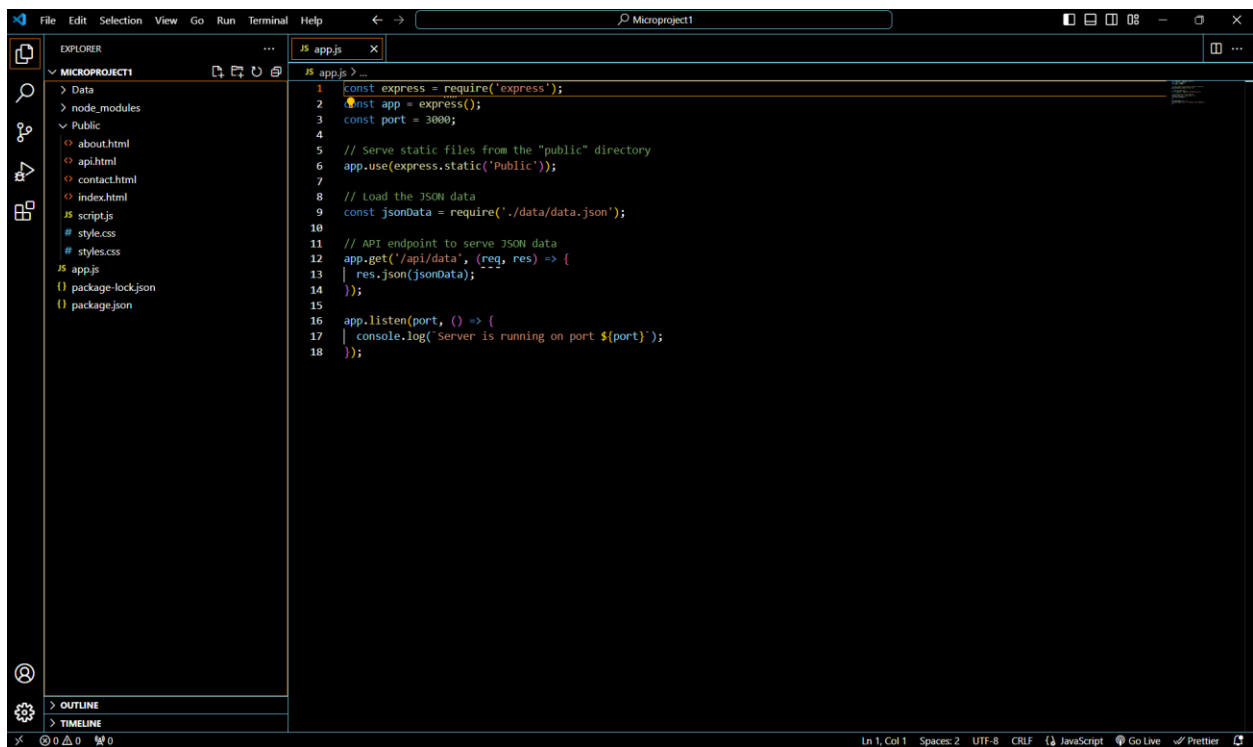 File Edit Selection View Go Run Terminal Help
Microproject1
EXPLORER
JS app.js
MICROPROJECT1
JS app.js > ...
Data
node_modules
Public
about.html
api.html
contact.html
index.html
JS script.js
# style.css
# styles.css
JS app.js
{} package-lock.json
{} package.json
1 const express = require('express');
2 const app = express();
3 const port = 3000;
4
5 // Serve static files from the "public" directory
6 app.use(express.static('Public'));
7
8 // Load the JSON data
9 const jsonData = require('./data/data.json');
10
11 // API endpoint to serve JSON data
12 app.get('/api/data', (req, res) => {
13 res.json(jsonData);
14 });
15
16 app.listen(port, () => {
17 console.log(`Server is running on port ${port}`);
18 });
OUTLINE
TIMELINE
0 0 0 Ln 1, Col 1 Spaces: 2 UTF-8 CRLF {} JavaScript Go Live Prettier